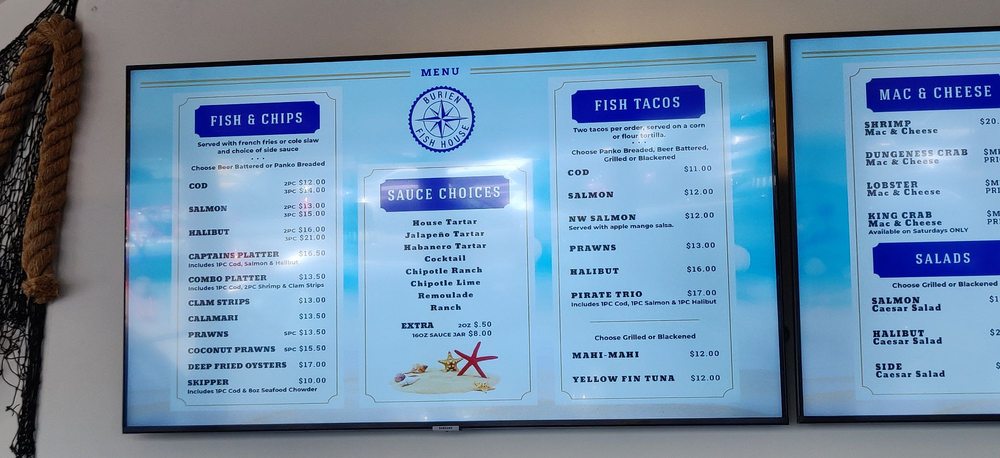 MENU
FISH & CHIPS
Served with french fries or cole slaw
and choice of side sauce
Choose Beer Battered or Panko Breaded
COD 2PC $12.00
3PC $14.00
SALMON 2PC $13.00
3PC $15.00
HALIBUT 2PC $16.00
3PC $21.00
CAPTAINS PLATTER $16.50
Includes 1PC Cod, Salmon & Halibut
COMBO PLATTER $13.50
Includes 1PC Cod, 2PC Shrimp & Clam Strips
CLAM STRIPS $13.00
CALAMARI $13.50
PRAWNS 5PC $13.50
COCONUT PRAWNS 5PC $15.50
DEEP FRIED OYSTERS $17.00
SKIPPER $10.00
Includes 1PC Cod & 8oz Seafood Chowder
BURIEN
FISH HOUSE
SAUCE CHOICES
House Tartar
Jalapeño Tartar
Habanero Tartar
Cocktail
Chipotle Ranch
Chipotle Lime
Remoulade
Ranch
EXTRA 2OZ $.50
16OZ SAUCE JAR $8.00
FISH TACOS
Two tacos per order, served on a corn
or flour tortilla.
Choose Panko Breaded, Beer Battered,
Grilled or Blackened
COD $11.00
SALMON $12.00
NW SALMON $12.00
Served with apple mango salsa.
PRAWNS $13.00
HALIBUT $16.00
PIRATE TRIO $17.00
Includes 1PC Cod, 1PC Salmon & 1PC Halibut
Choose Grilled or Blackened
MAHI-MAHI $12.00
YELLOW FIN TUNA $12.00
SAMSUNG
MAC & CHEESE
SHRIMP $20.
Mac & Cheese
DUNGENESS CRAB
Mac & Cheese
LOBSTER
Mac & Cheese
KING CRAB
Mac & Cheese
Available on Saturdays ONLY
SALADS
Choose Grilled or Blackened
SALMON
Caesar Salad
HALIBUT
Caesar Salad
SIDE
Caesar Salad